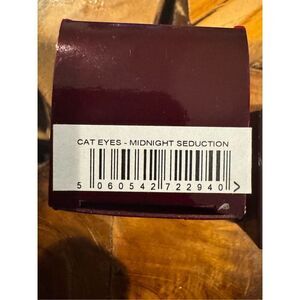 CAT EYES - MIDNIGHT SEDUCTION
5 060542 722940 >